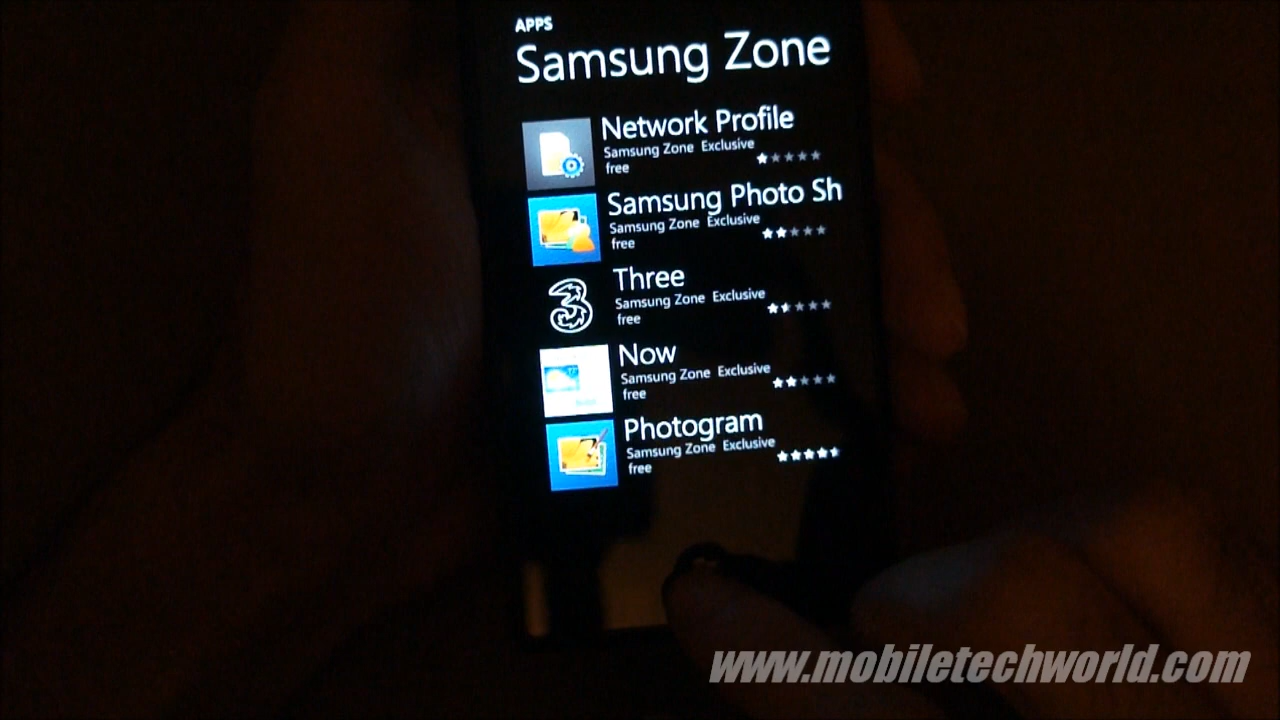 APPS
Samsung Zone
Network Profile
Samsung Zone Exclusive
free
Samsung Photo Sh
Samsung Zone Exclusive
free
3
Three
Samsung Zone Exclusive
free
Now
Samsung Zone Exclusive
free
Photogram
Samsung Zone Exclusive
free
www.mobiletechworld.com